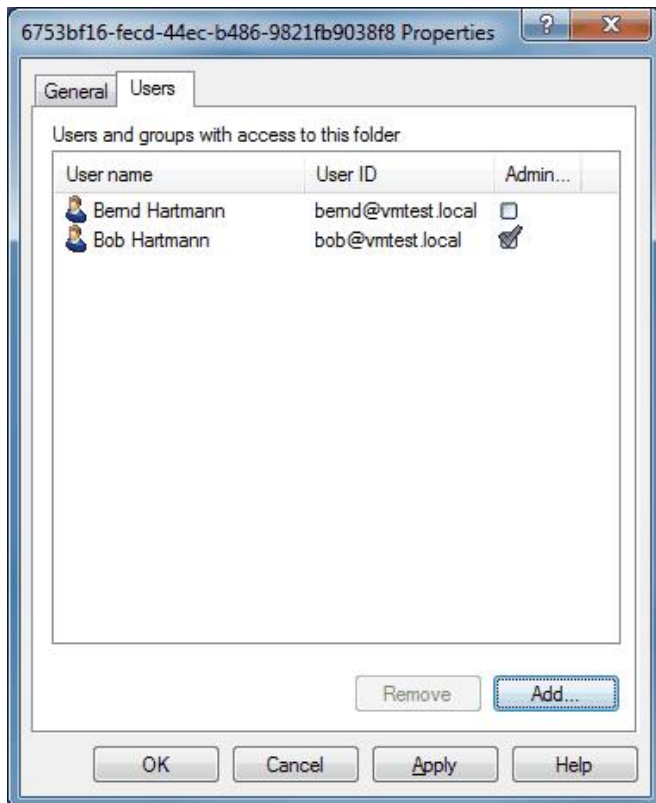 6753bf16-fecd-44ec-b486-9821fb9038f8 Properties
?
General Users
Users and groups with access to this folder
User name User ID Admin...
Bernd Hartmann bernd@vmtest.local
Bob Hartmann bob@vmtest.local
Remove Add...
OK Cancel Apply Help